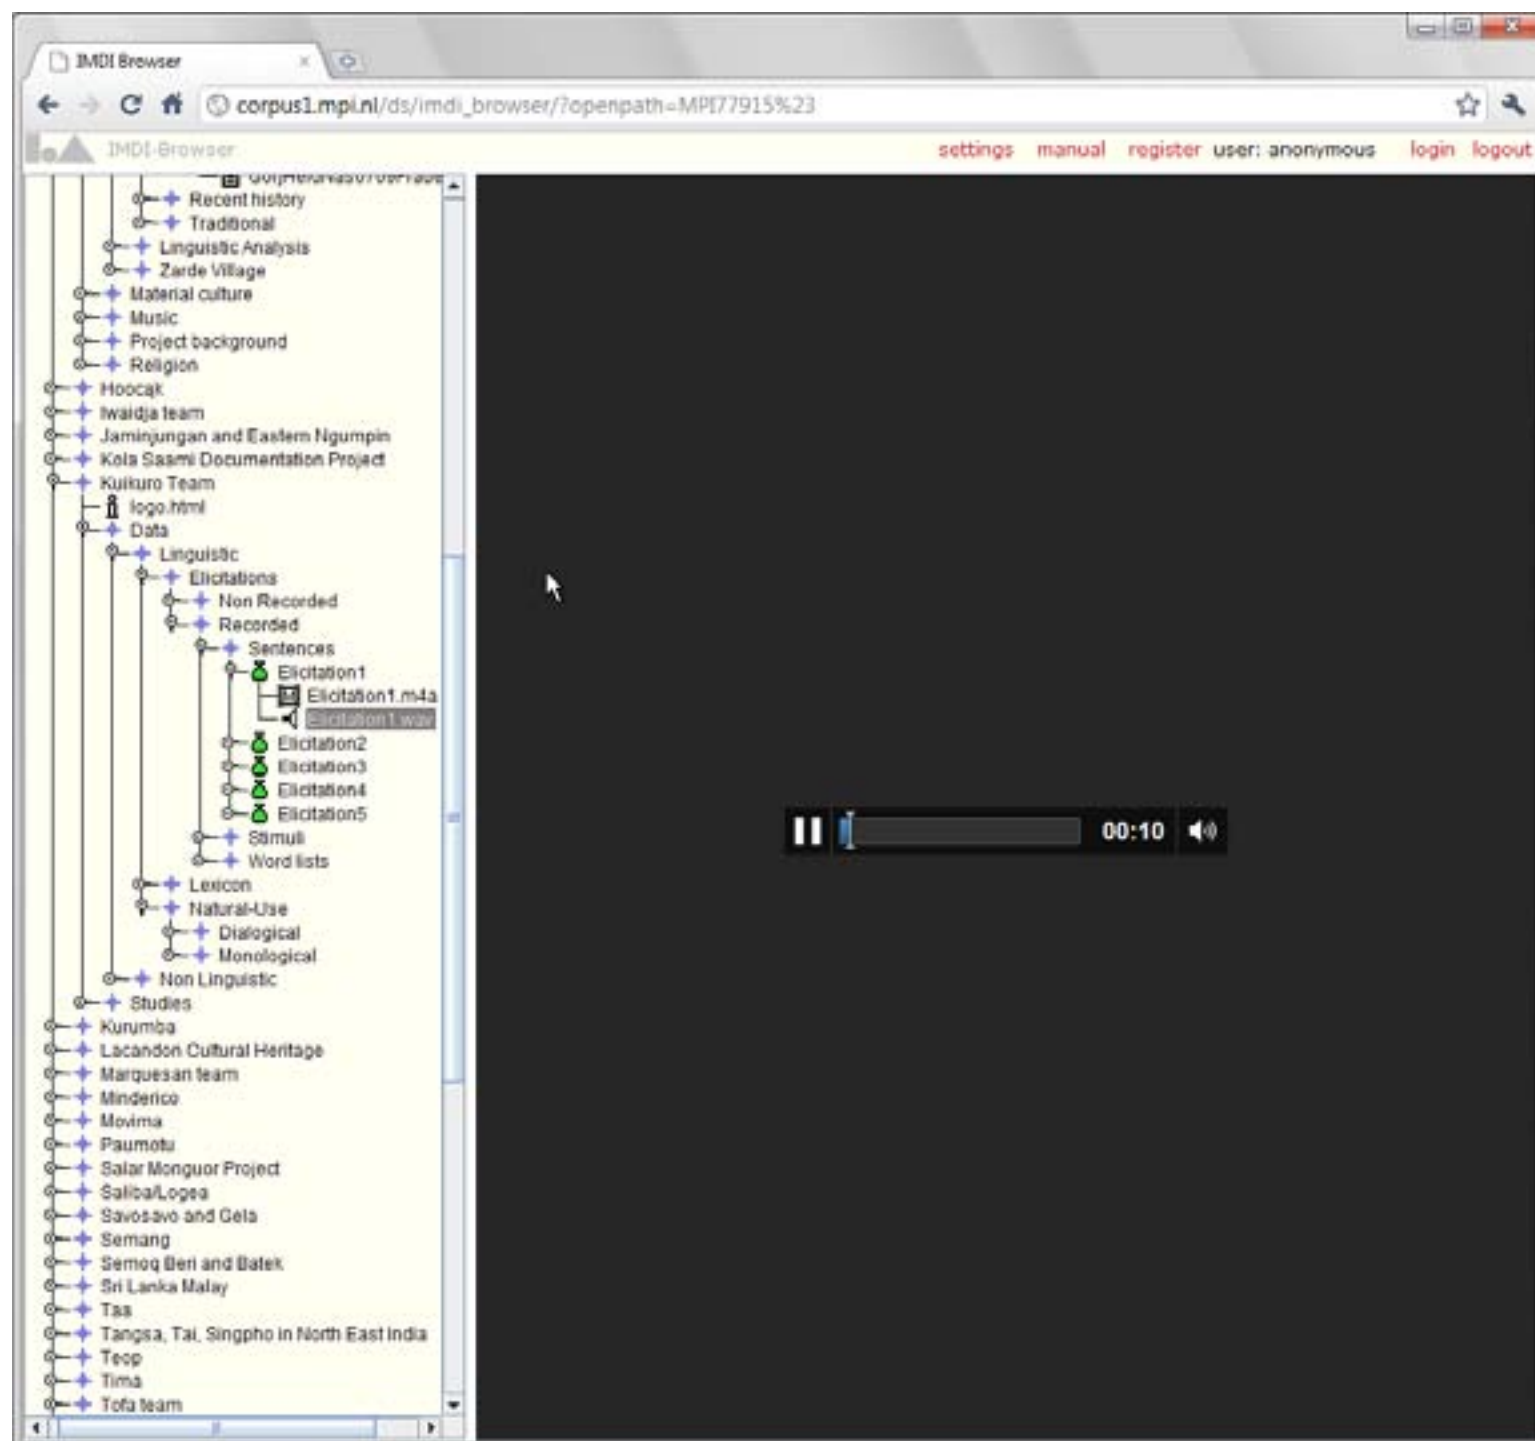 IMDI Browser
corpus1.mpi.nl/ds/imdi_browser/?openpath=MPI77915%23
IMDI-Browser
settings manual register user: anonymous login logout
Recent history
Traditional
Linguistic Analysis
Zarde Village
Material culture
Music
Project background
Religion
Hoocąk
Iwaidja team
Jaminjungan and Eastern Ngumpin
Kola Saami Documentation Project
Kuikuro Team
logo.html
Data
Linguistic
Elicitations
Non Recorded
Recorded
Sentences
Elicitation1
Elicitation1.m4a
Elicitation1.wav
Elicitation2
Elicitation3
Elicitation4
Elicitation5
Stimuli
Word lists
Lexicon
Natural-Use
Dialogical
Monological
Non Linguistic
Studies
Kurumba
Lacandon Cultural Heritage
Marquesan team
Minderico
Movima
Paumotu
Salar Monguor Project
Saliba/Logea
Savosavo and Gela
Semang
Semoq Beri and Batek
Sri Lanka Malay
Taa
Tangsa, Tai, Singpho in North East India
Teop
Tima
Tofa team
00:10